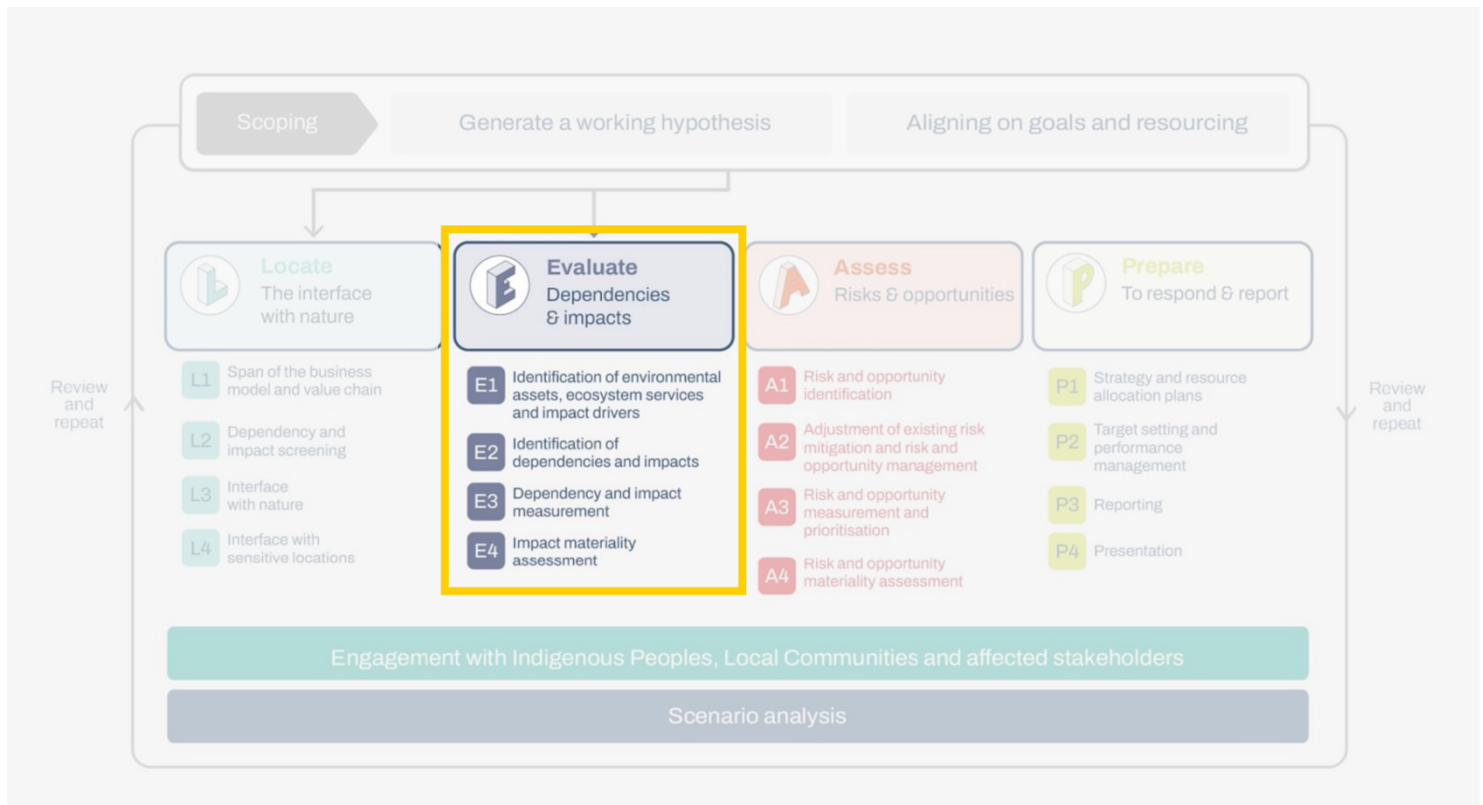 Scoping
Generate a working hypothesis
Aligning on goals and resourcing
L
Locate
The interface
with nature
E
Evaluate
Dependencies
& impacts
A
Assess
Risks & opportunities
P
Prepare
To respond & report
Review
and
repeat
L1
Span of the business
model and value chain
L2
Dependency and
impact screening
L3
Interface
with nature
L4
Interface with
sensitive locations
E1
Identification of environmental
assets, ecosystem services
and impact drivers
E2
Identification of
dependencies and impacts
E3
Dependency and impact
measurement
E4
Impact materiality
assessment
A1
Risk and opportunity
identification
A2
Adjustment of existing risk
mitigation and risk and
opportunity management
A3
Risk and opportunity
measurement and
prioritisation
A4
Risk and opportunity
materiality assessment
P1
Strategy and resource
allocation plans
P2
Target setting and
performance
management
P3
Reporting
P4
Presentation
Review
and
repeat
Engagement with Indigenous Peoples, Local Communities and affected stakeholders
Scenario analysis